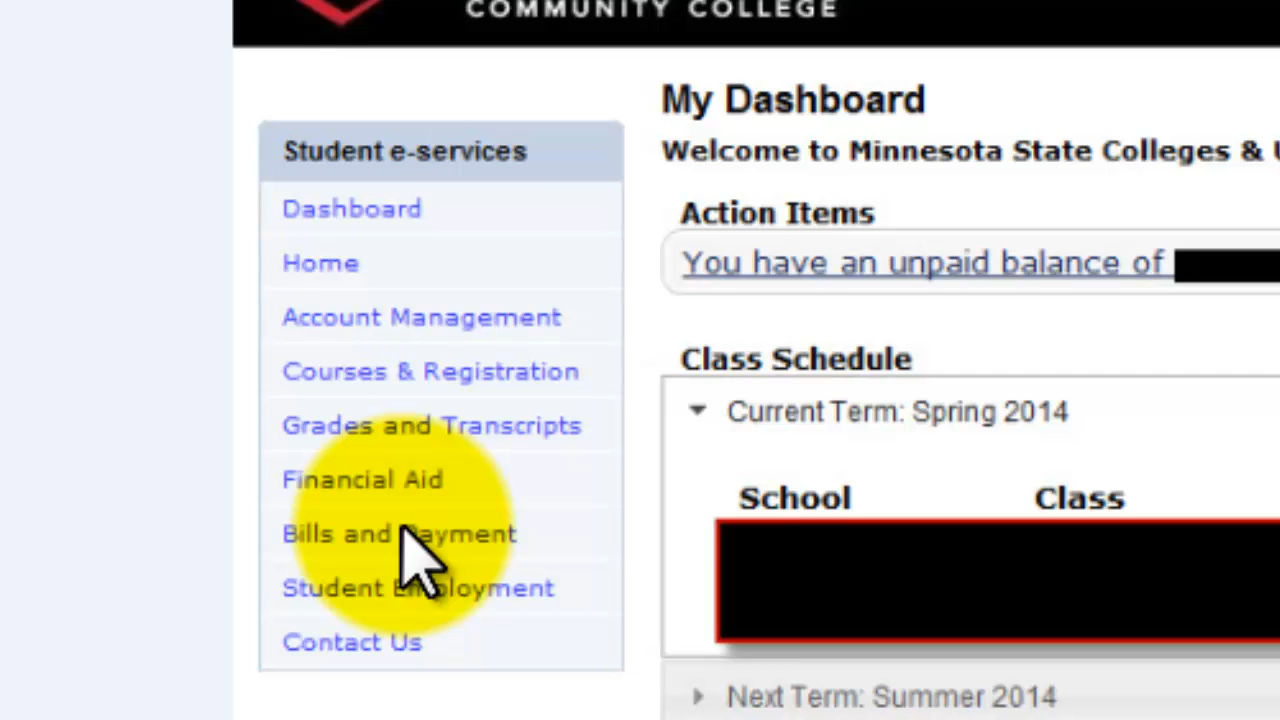 COMMUNITY COLLEGE
Student e-services
Dashboard
Home
Account Management
Courses & Registration
Grades and Transcripts
Financial Aid
Bills and Payment
Student Employment
Contact Us
My Dashboard
Welcome to Minnesota State Colleges &
Action Items
You have an unpaid balance of
Class Schedule
Current Term: Spring 2014
School Class
Next Term: Summer 2014